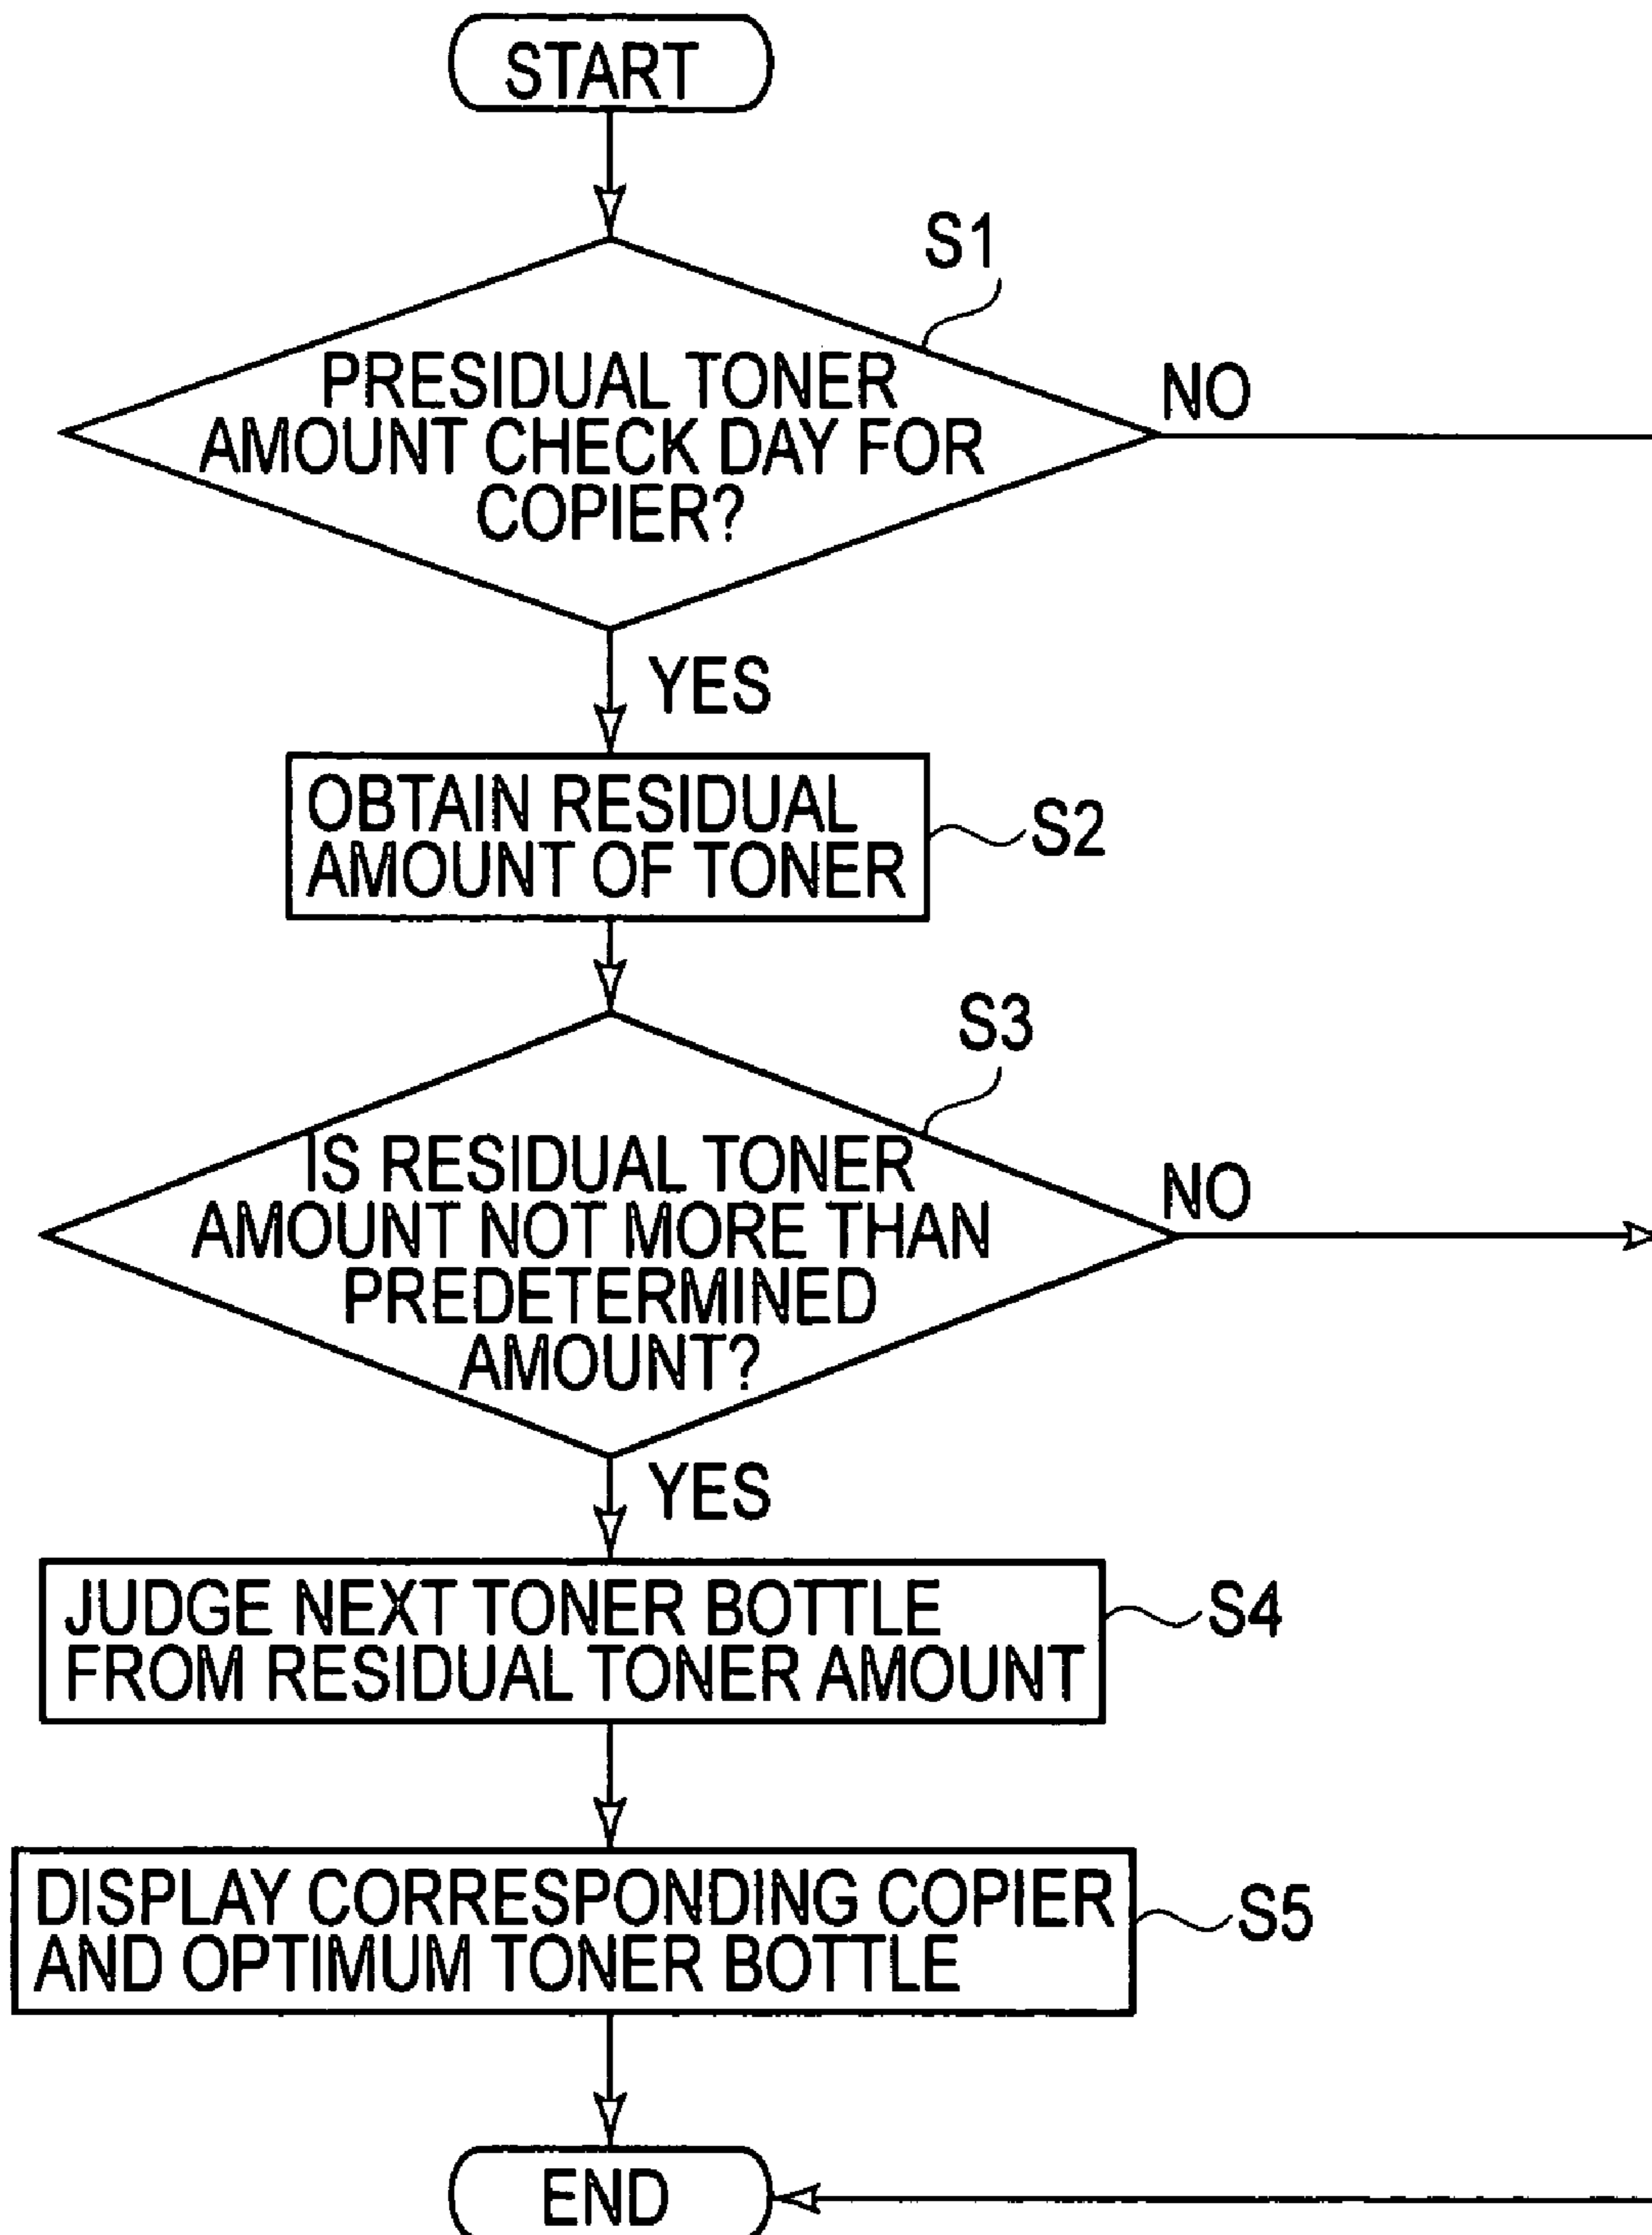 START
S1
PRESIDUAL TONER
AMOUNT CHECK DAY FOR
COPIER?
NO
YES
OBTAIN RESIDUAL
AMOUNT OF TONER
S2
S3
IS RESIDUAL TONER
AMOUNT NOT MORE THAN
PREDETERMINED
AMOUNT?
NO
YES
JUDGE NEXT TONER BOTTLE
FROM RESIDUAL TONER AMOUNT
S4
DISPLAY CORRESPONDING COPIER
AND OPTIMUM TONER BOTTLE
S5
END